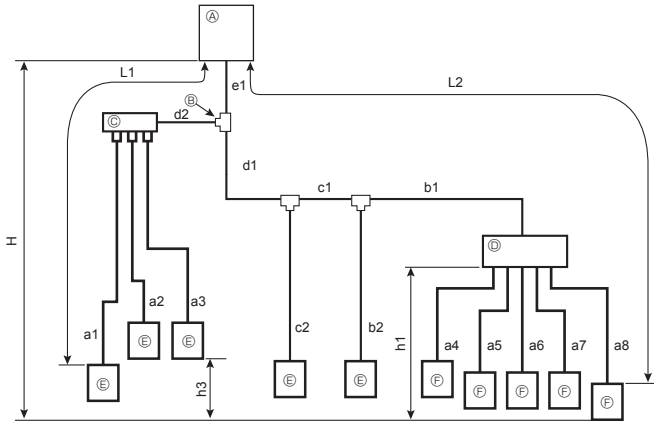 Ⓐ
L1
L2
e1
Ⓑ
Ⓒ
d2
d1
c1
b1
H
Ⓓ
a1
a2
a3
c2
b2
h1
a4
a5
a6
a7
a8
Ⓔ
Ⓔ
Ⓔ
Ⓔ
Ⓔ
h3
Ⓕ
Ⓕ
Ⓕ
Ⓕ
Ⓕ